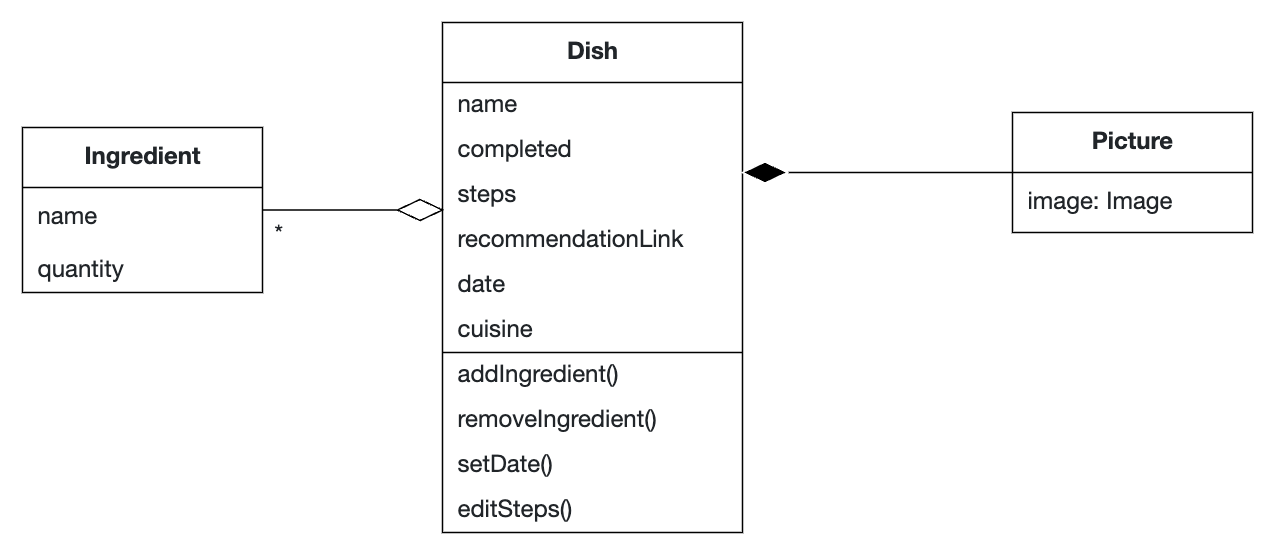 Ingredient
name
quantity
*
Dish
name
completed
steps
recommendationLink
date
cuisine
addIngredient()
removeIngredient()
setDate()
editSteps()
Picture
image: Image